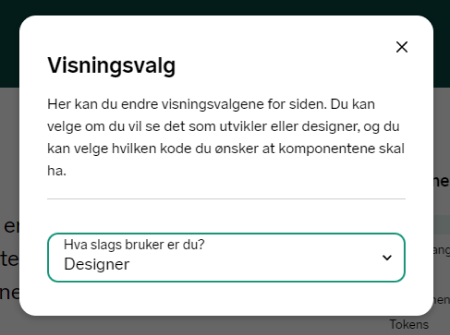 Visningsvalg
Her kan du endre visningsvalgene for siden. Du kan
velge om du vil se det som utvikler eller designer, og du
kan velge hvilken kode du ønsker at komponentene skal
ha.
Hva slags bruker er du?
Designer
Tokens